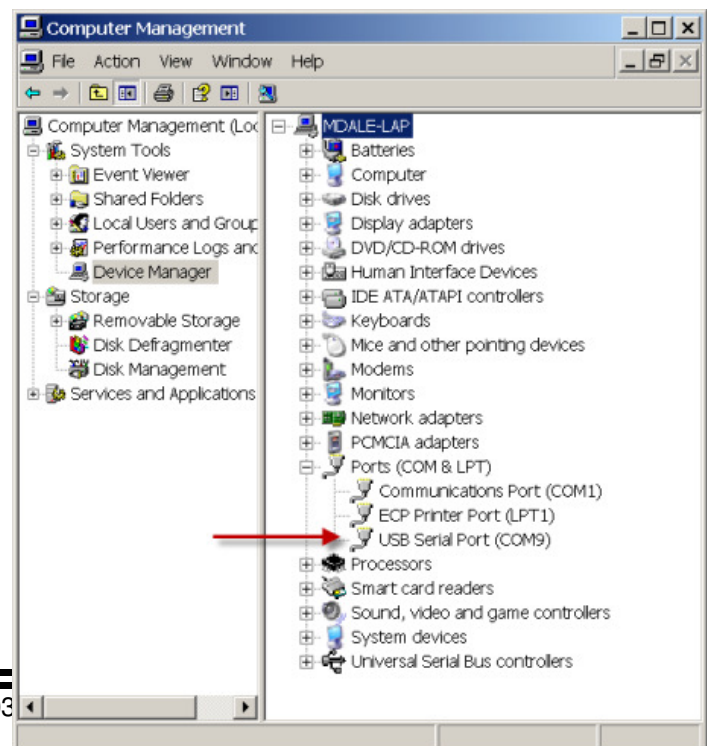 Computer Management
File Action View Window Help
Computer Management (Loc
System Tools
Event Viewer
Shared Folders
Local Users and Group
Performance Logs and
Device Manager
Storage
Removable Storage
Disk Defragmenter
Disk Management
Services and Applications
MDALE-LAP
Batteries
Computer
Disk drives
Display adapters
DVD/CD-ROM drives
Human Interface Devices
IDE ATA/ATAPI controllers
Keyboards
Mice and other pointing devices
Modems
Monitors
Network adapters
PCMCIA adapters
Ports (COM & LPT)
Communications Port (COM1)
ECP Printer Port (LPT1)
USB Serial Port (COM9)
Processors
Smart card readers
Sound, video and game controllers
System devices
Universal Serial Bus controllers